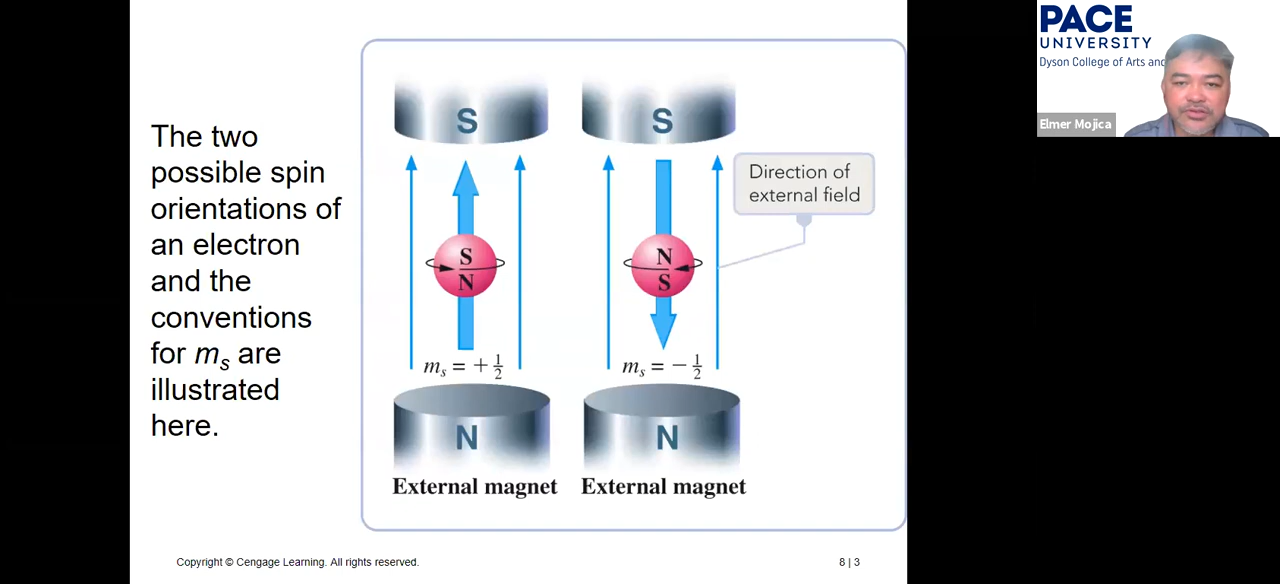 PACE
UNIVERSITY
Dyson College of Arts and
Elmer Mojica
The two
possible spin
orientations of
an electron
and the
conventions
for mₛ are
illustrated
here.
S
S
Direction of
external field
S
N
N
S
mₛ = +½
mₛ = −½
N
N
External magnet
External magnet
Copyright © Cengage Learning. All rights reserved.
8 | 3